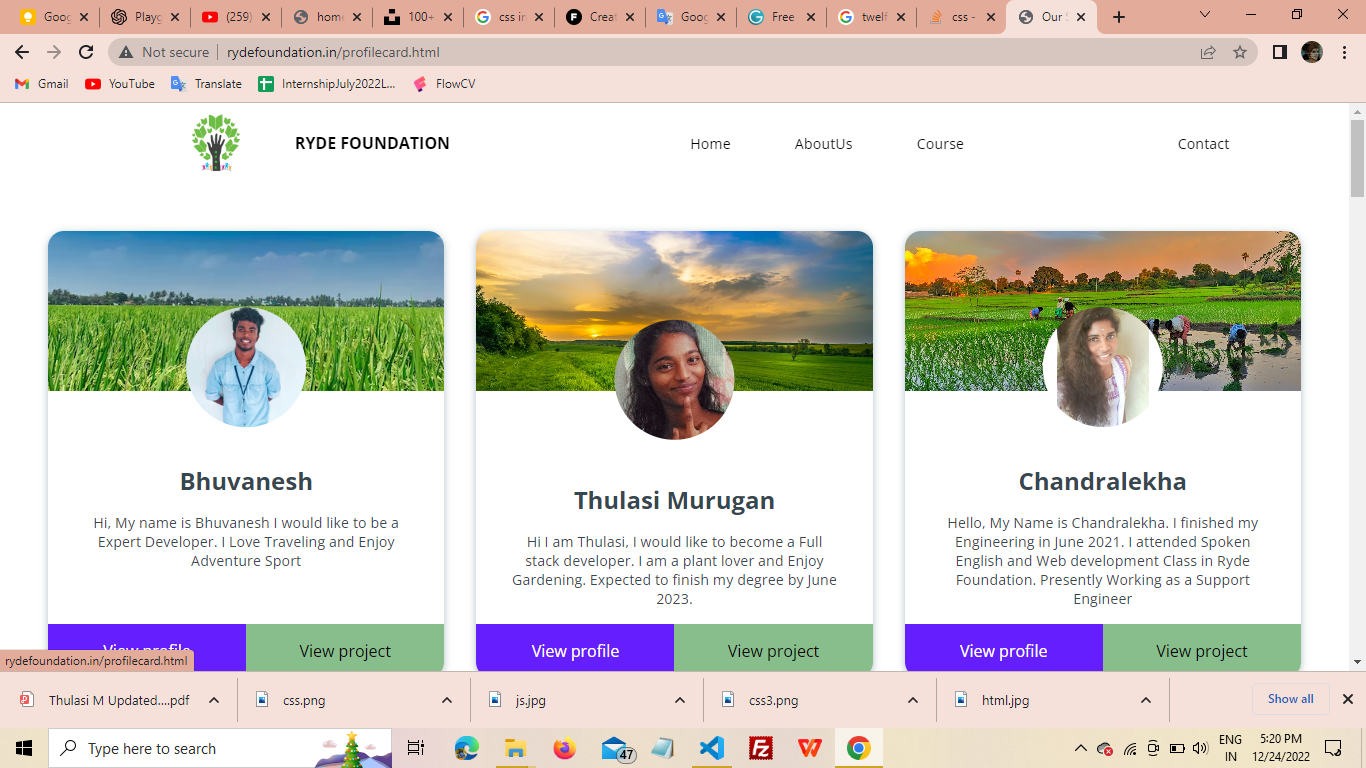 Goog
Playg
(259)
home
100+
css in
Creat
Goog
Free
twelf
css -
Our S
Not secure
rydefoundation.in/profilecard.html
Gmail
YouTube
Translate
InternshipJuly2022L...
FlowCV
RYDE FOUNDATION
Home
AboutUs
Course
Contact
Bhuvanesh
Hi, My name is Bhuvanesh I would like to be a
Expert Developer. I Love Traveling and Enjoy
Adventure Sport
View profile
View project
Thulasi Murugan
Hi I am Thulasi, I would like to become a Full
stack developer. I am a plant lover and Enjoy
Gardening. Expected to finish my degree by June
2023.
View profile
View project
Chandralekha
Hello, My Name is Chandralekha. I finished my
Engineering in June 2021. I attended Spoken
English and Web development Class in Ryde
Foundation. Presently Working as a Support
Engineer
View profile
View project
rydefoundation.in/profilecard.html
Thulasi M Updated....pdf
css.png
js.jpg
css3.png
html.jpg
Show all
Type here to search
47
ENG
IN
5:20 PM
12/24/2022